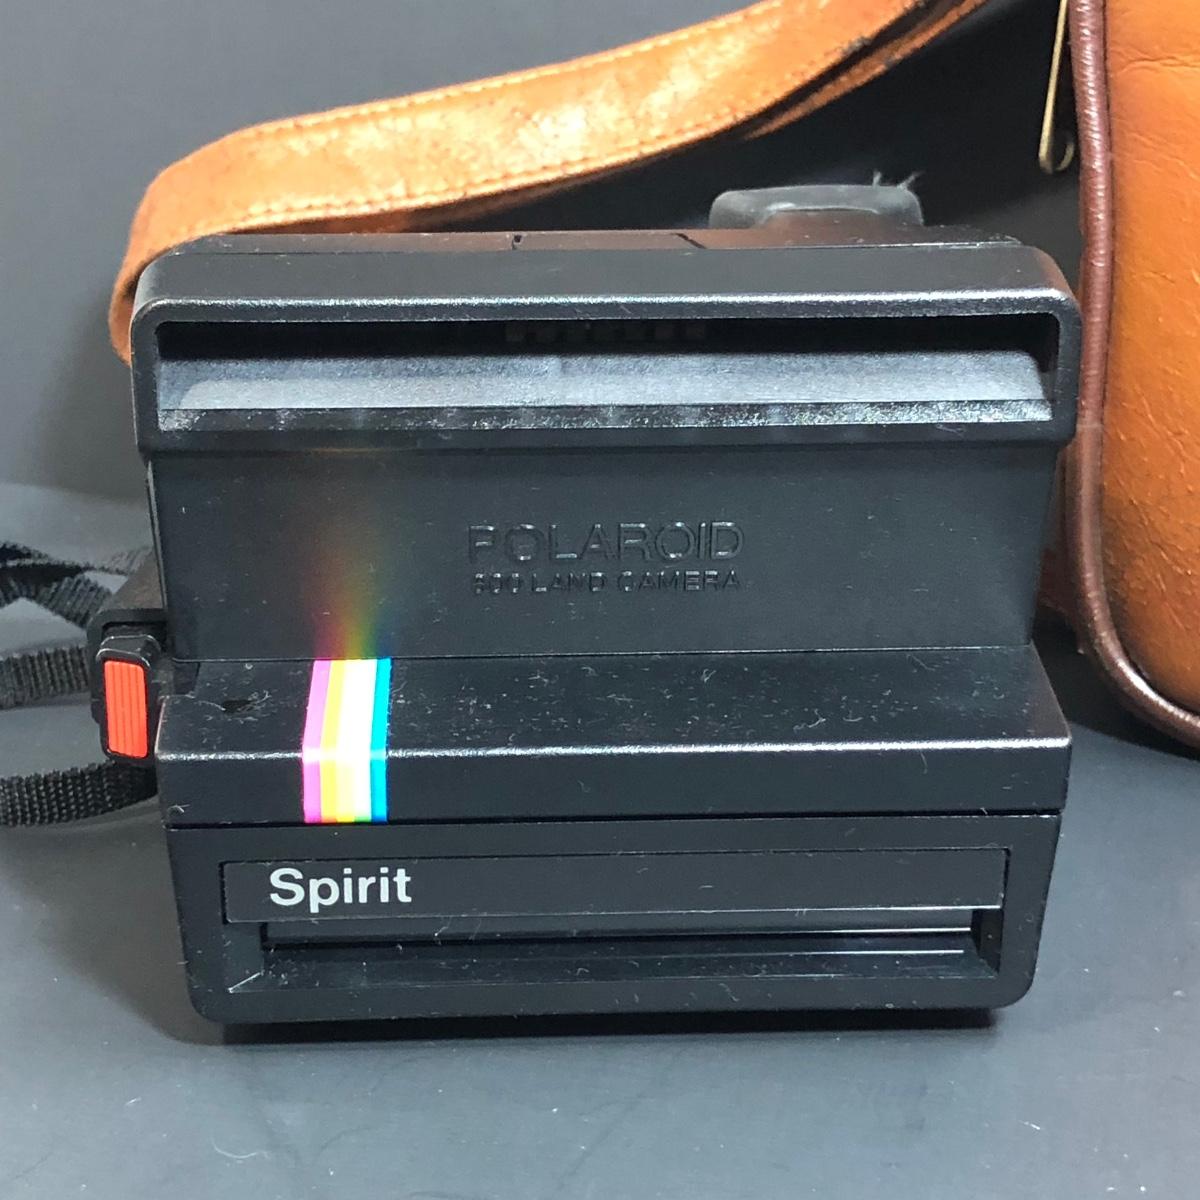 POLAROID
600 LAND CAMERA
Spirit